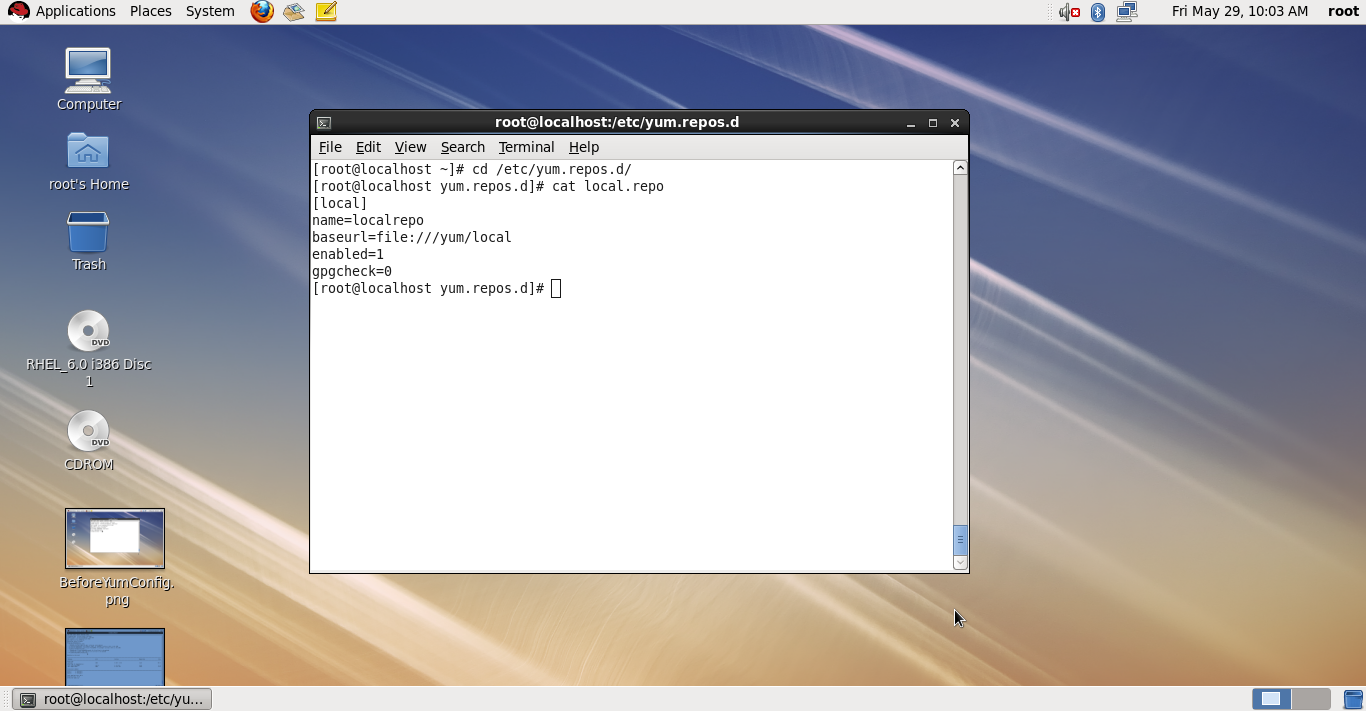 Applications Places System
Fri May 29, 10:03 AM root
Computer
root's Home
Trash
DVD
RHEL_6.0 i386 Disc
1
DVD
CDROM
BeforeYumConfig.
png
root@localhost:/etc/yum.repos.d
File Edit View Search Terminal Help
[root@localhost ~]# cd /etc/yum.repos.d/
[root@localhost yum.repos.d]# cat local.repo
[local]
name=localrepo
baseurl=file:///yum/local
enabled=1
gpgcheck=0
[root@localhost yum.repos.d]#
root@localhost:/etc/yu...